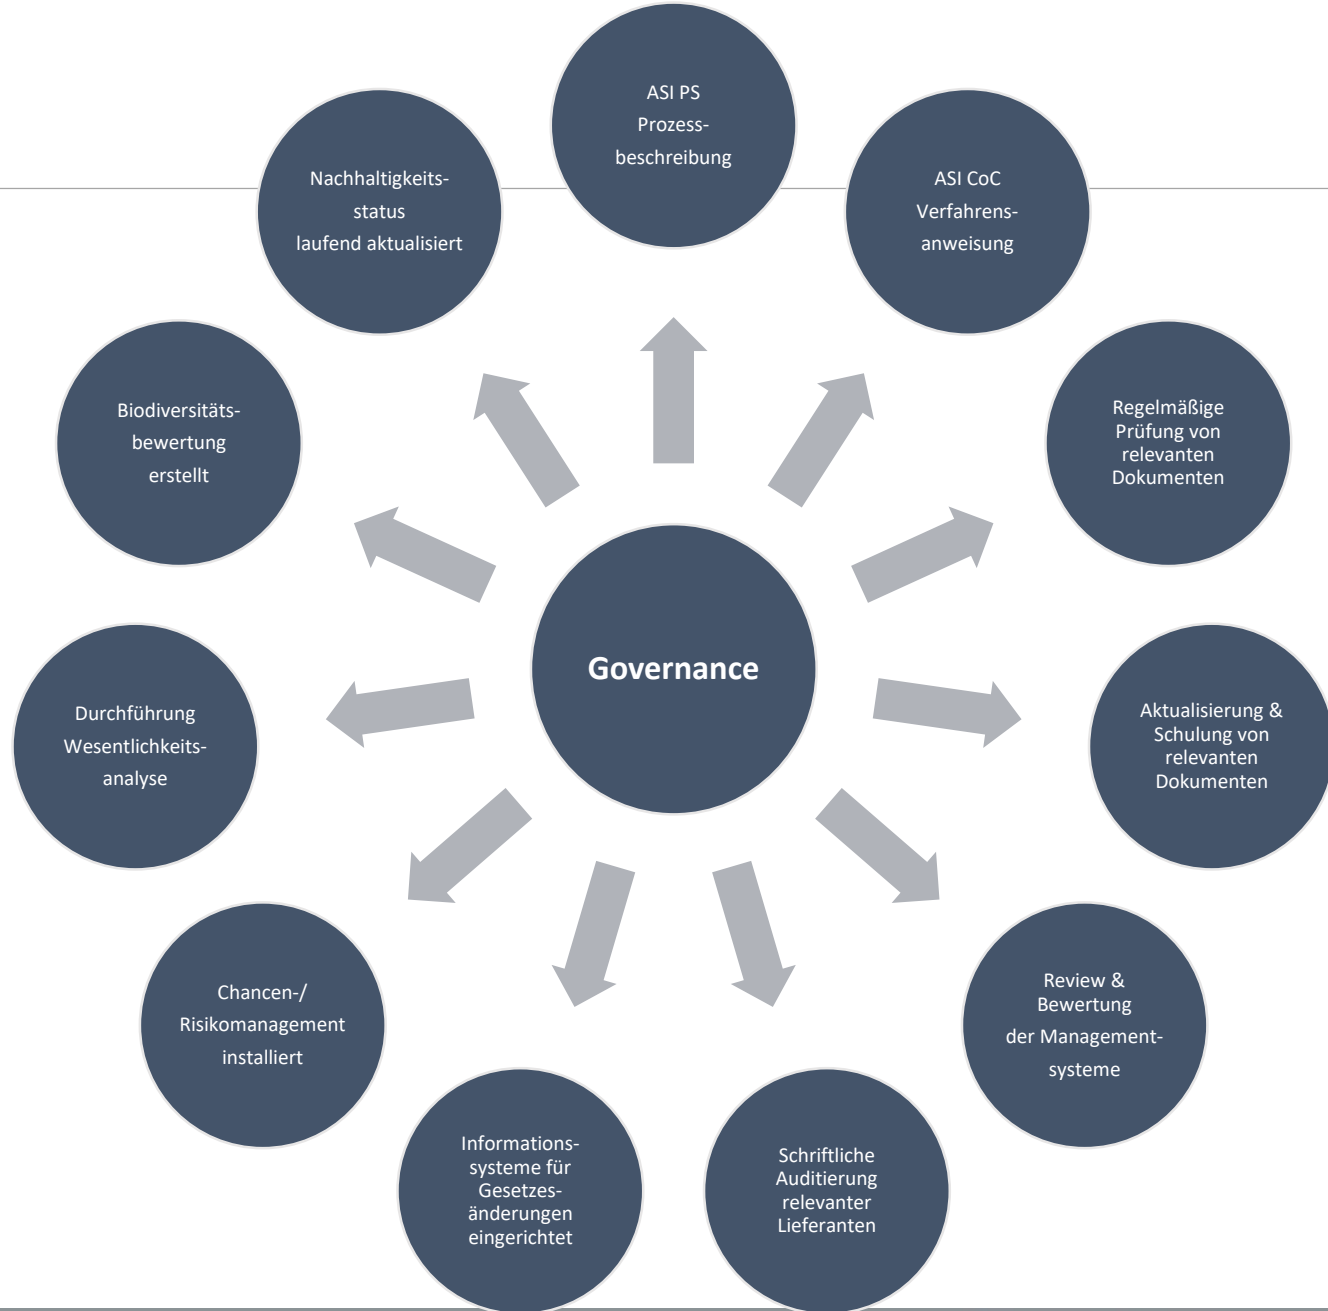 ASI PS
Prozess-
beschreibung
ASI CoC
Verfahrens-
anweisung
Regelmäßige
Prüfung von
relevanten
Dokumenten
Aktualisierung &
Schulung von
relevanten
Dokumenten
Review &
Bewertung
der Management-
systeme
Schriftliche
Auditierung
relevanter
Lieferanten
Informations-
systeme für
Gesetzes-
änderungen
eingerichtet
Chancen-/
Risikomanagement
installiert
Durchführung
Wesentlichkeits-
analyse
Biodiversitäts-
bewertung
erstellt
Nachhaltigkeits-
status
laufend aktualisiert
Governance